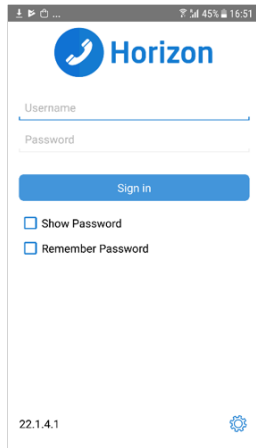 ... 45% 16:51
Horizon
Username
Password
Sign in
Show Password
Remember Password
22.1.4.1